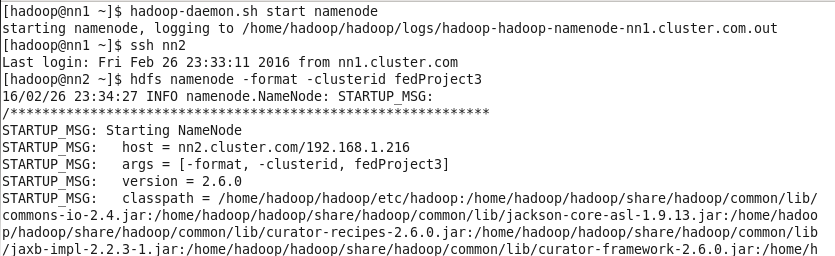 [hadoop@nn1 ~]$ hadoop-daemon.sh start namenode
starting namenode, logging to /home/hadoop/hadoop/logs/hadoop-hadoop-namenode-nn1.cluster.com.out
[hadoop@nn1 ~]$ ssh nn2
Last login: Fri Feb 26 23:33:11 2016 from nn1.cluster.com
[hadoop@nn2 ~]$ hdfs namenode -format -clusterid fedProject3
16/02/26 23:34:27 INFO namenode.NameNode: STARTUP_MSG:
/************************************************************
STARTUP_MSG: Starting NameNode
STARTUP_MSG:   host = nn2.cluster.com/192.168.1.216
STARTUP_MSG:   args = [-format, -clusterid, fedProject3]
STARTUP_MSG:   version = 2.6.0
STARTUP_MSG:   classpath = /home/hadoop/hadoop/etc/hadoop:/home/hadoop/hadoop/share/hadoop/common/lib/
commons-io-2.4.jar:/home/hadoop/hadoop/share/hadoop/common/lib/jackson-core-asl-1.9.13.jar:/home/hadoo
p/hadoop/share/hadoop/common/lib/curator-recipes-2.6.0.jar:/home/hadoop/hadoop/share/hadoop/common/lib
/jaxb-impl-2.2.3-1.jar:/home/hadoop/hadoop/share/hadoop/common/lib/curator-framework-2.6.0.jar:/home/h